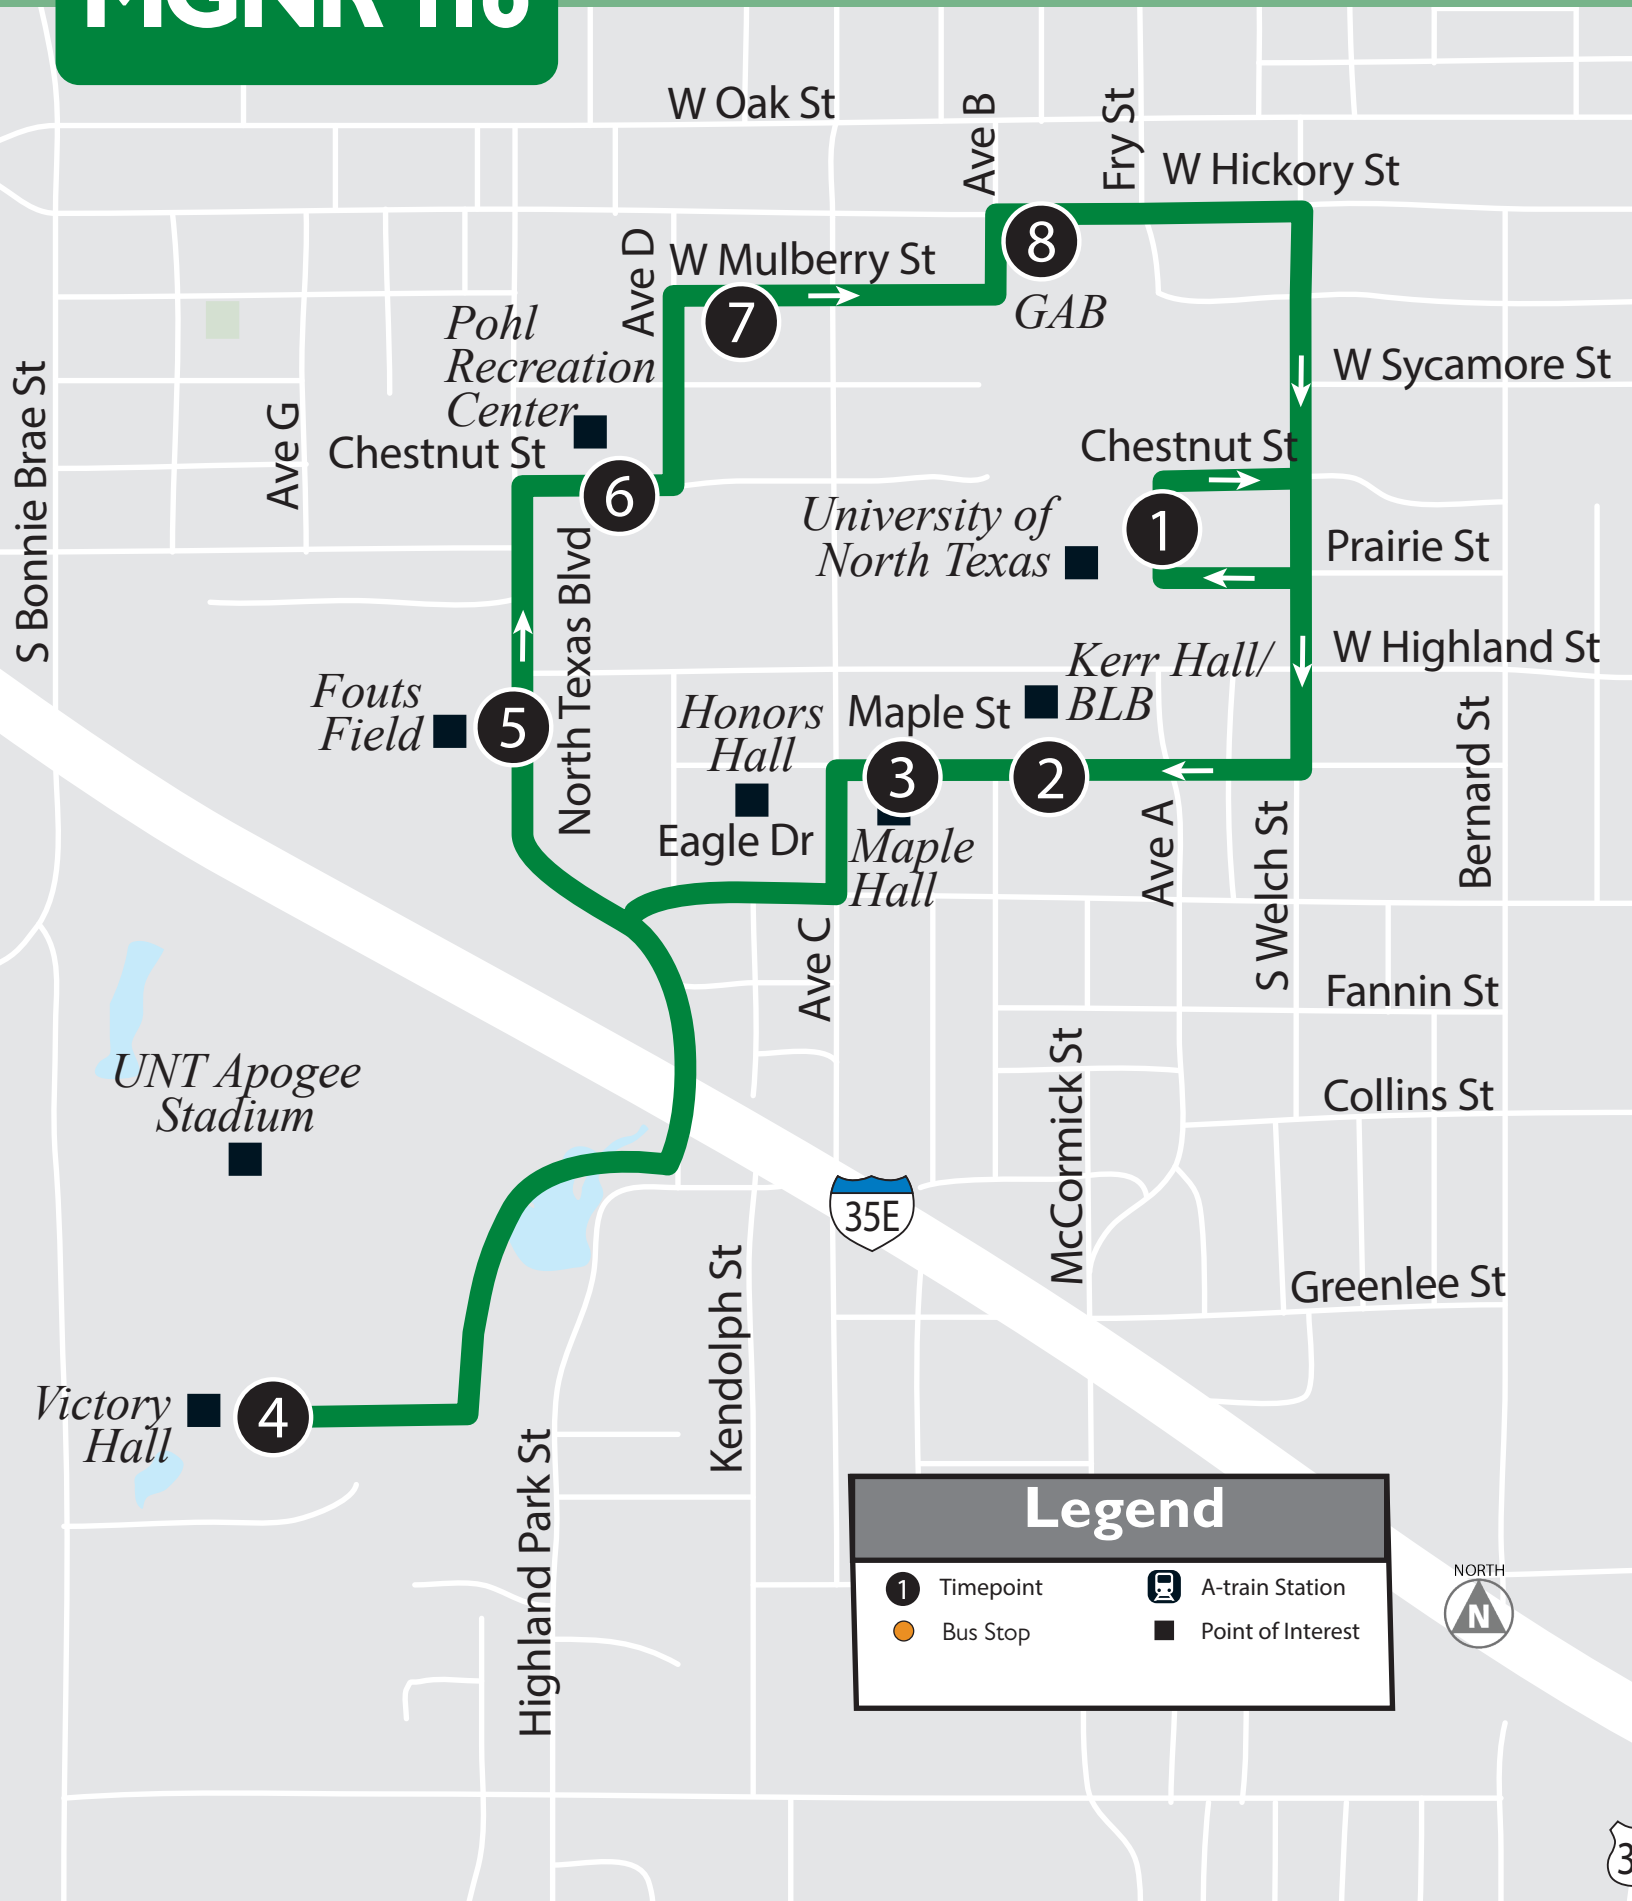 MGNR 116
W Oak St
Ave B
Fry St
W Hickory St
Ave D
W Mulberry St
8
GAB
7
Pohl
Recreation
Center
W Sycamore St
S Bonnie Brae St
Ave G
Chestnut St
Chestnut St
6
University of
North Texas
1
Prairie St
North Texas Blvd
W Highland St
Kerr Hall/
BLB
Fouts
Field
5
Honors
Hall
Maple St
3
2
Bernard St
Eagle Dr
Maple
Hall
Ave A
S Welch St
Ave C
Fannin St
UNT Apogee
Stadium
McCormick St
Collins St
35E
Kendolph St
Greenlee St
Victory
Hall
4
Highland Park St
Legend
1 Timepoint
A-train Station
Bus Stop
Point of Interest
NORTH
N